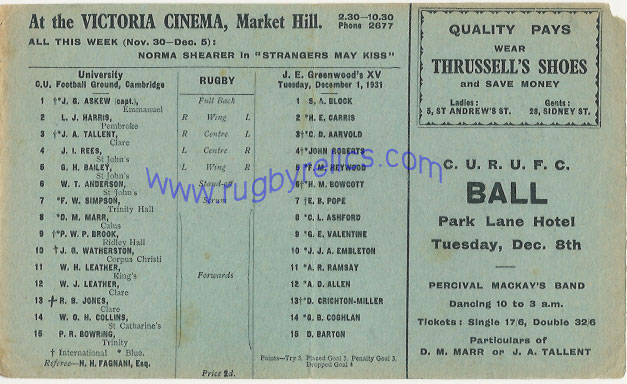 At the VICTORIA CINEMA, Market Hill. 2.30-10.30 Phone 2677
ALL THIS WEEK (Nov. 30-Dec. 5):
NORMA SHEARER in "STRANGERS MAY KISS"
University
C.U. Football Ground, Cambridge
RUGBY
J. E. Greenwood's XV
Tuesday, December 1, 1931
1 †*J. G. ASKEW (capt.), Full Back 1 S. A. BLOCK
Emmanuel
2 L. J. HARRIS, R Wing L 2 *H. E. CARRIS
Pembroke
3 †*J. A. TALLENT, R Centre L 3†*C. D. AARVOLD
Clare
4 J. I. REES, L Centre R 4†*JOHN ROBERTS
St John's
5 G. H. BAILEY, L Wing R 5*F. M. HEYWOOD
St John's
6 W. T. ANDERSON, Stand-off 6†*H. M. BOWCOTT
St John's
7 *F. W. SIMPSON, Scrum 7 †E. B. POPE
Trinity Hall
8 *D. M. MARR, 8 *C. L. ASHFORD
Caius
9 †*P. W. P. BROOK, 9 *G. E. VALENTINE
Ridley Hall
10 †J. G. WATHERSTON, 10 *J. J. A. EMBLETON
Corpus Christi
11 W. H. LEATHER, Forwards 11 *A. R. RAMSAY
King's
12 W. J. LEATHER, 12 *A. D. ALLEN
Clare
13 †R. B. JONES, 13†*D. CRICHTON-MILLER
Clare
14 W. O. H. COLLINS, 14 *G. B. COGHLAN
St Catharine's
15 P. R. BOWRING, 15 D. BARTON
Trinity
† International * Blue.
Referee—H. H. FAGNANI, Esq.
Price 2d.
Points—Try 3, Placed Goal 5, Penalty Goal 3,
Dropped Goal 4
QUALITY PAYS
WEAR
THRUSSELL'S SHOES
and SAVE MONEY
Ladies : Gents :
5, ST ANDREW'S ST. 28, SIDNEY ST.
C. U. R. U. F. C.
BALL
Park Lane Hotel
Tuesday, Dec. 8th
PERCIVAL MACKAY'S BAND
Dancing 10 to 3 a.m.
Tickets : Single 17/6, Double 32/6
Particulars of
D. M. MARR or J. A. TALLENT
www.rugbyrelics.com